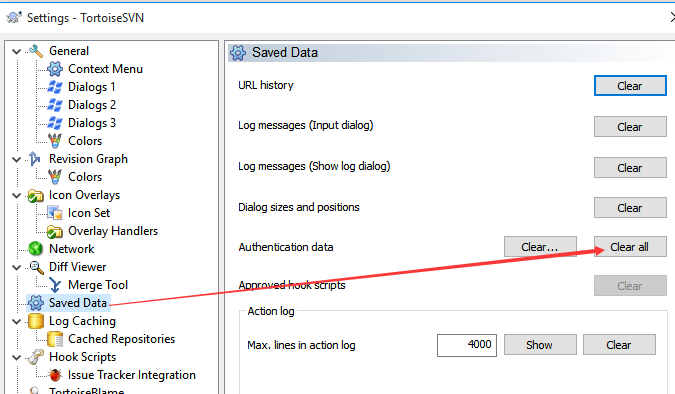 Settings - TortoiseSVN
General
Context Menu
Dialogs 1
Dialogs 2
Dialogs 3
Colors
Revision Graph
Colors
Icon Overlays
Icon Set
Overlay Handlers
Network
Diff Viewer
Merge Tool
Saved Data
Log Caching
Cached Repositories
Hook Scripts
Issue Tracker Integration
TortoiseBlame
Saved Data
URL history Clear
Log messages (Input dialog) Clear
Log messages (Show log dialog) Clear
Dialog sizes and positions Clear
Authentication data Clear... Clear all
Approved hook scripts Clear
Action log
Max. lines in action log 4000 Show Clear